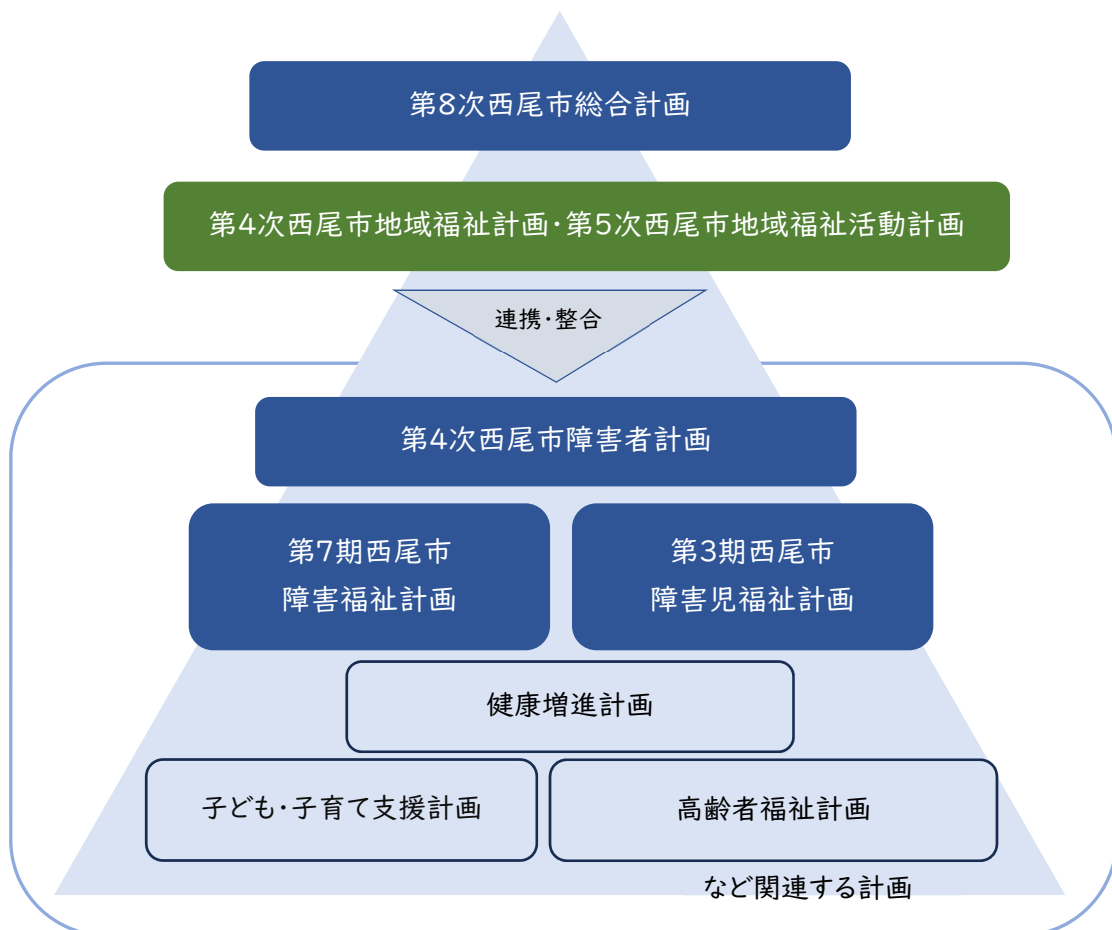 第8次西尾市総合計画
第4次西尾市地域福祉計画・第5次西尾市地域福祉活動計画
連携・整合
第4次西尾市障害者計画
第7期西尾市
障害福祉計画
第3期西尾市
障害児福祉計画
健康増進計画
子ども・子育て支援計画
高齢者福祉計画
など関連する計画